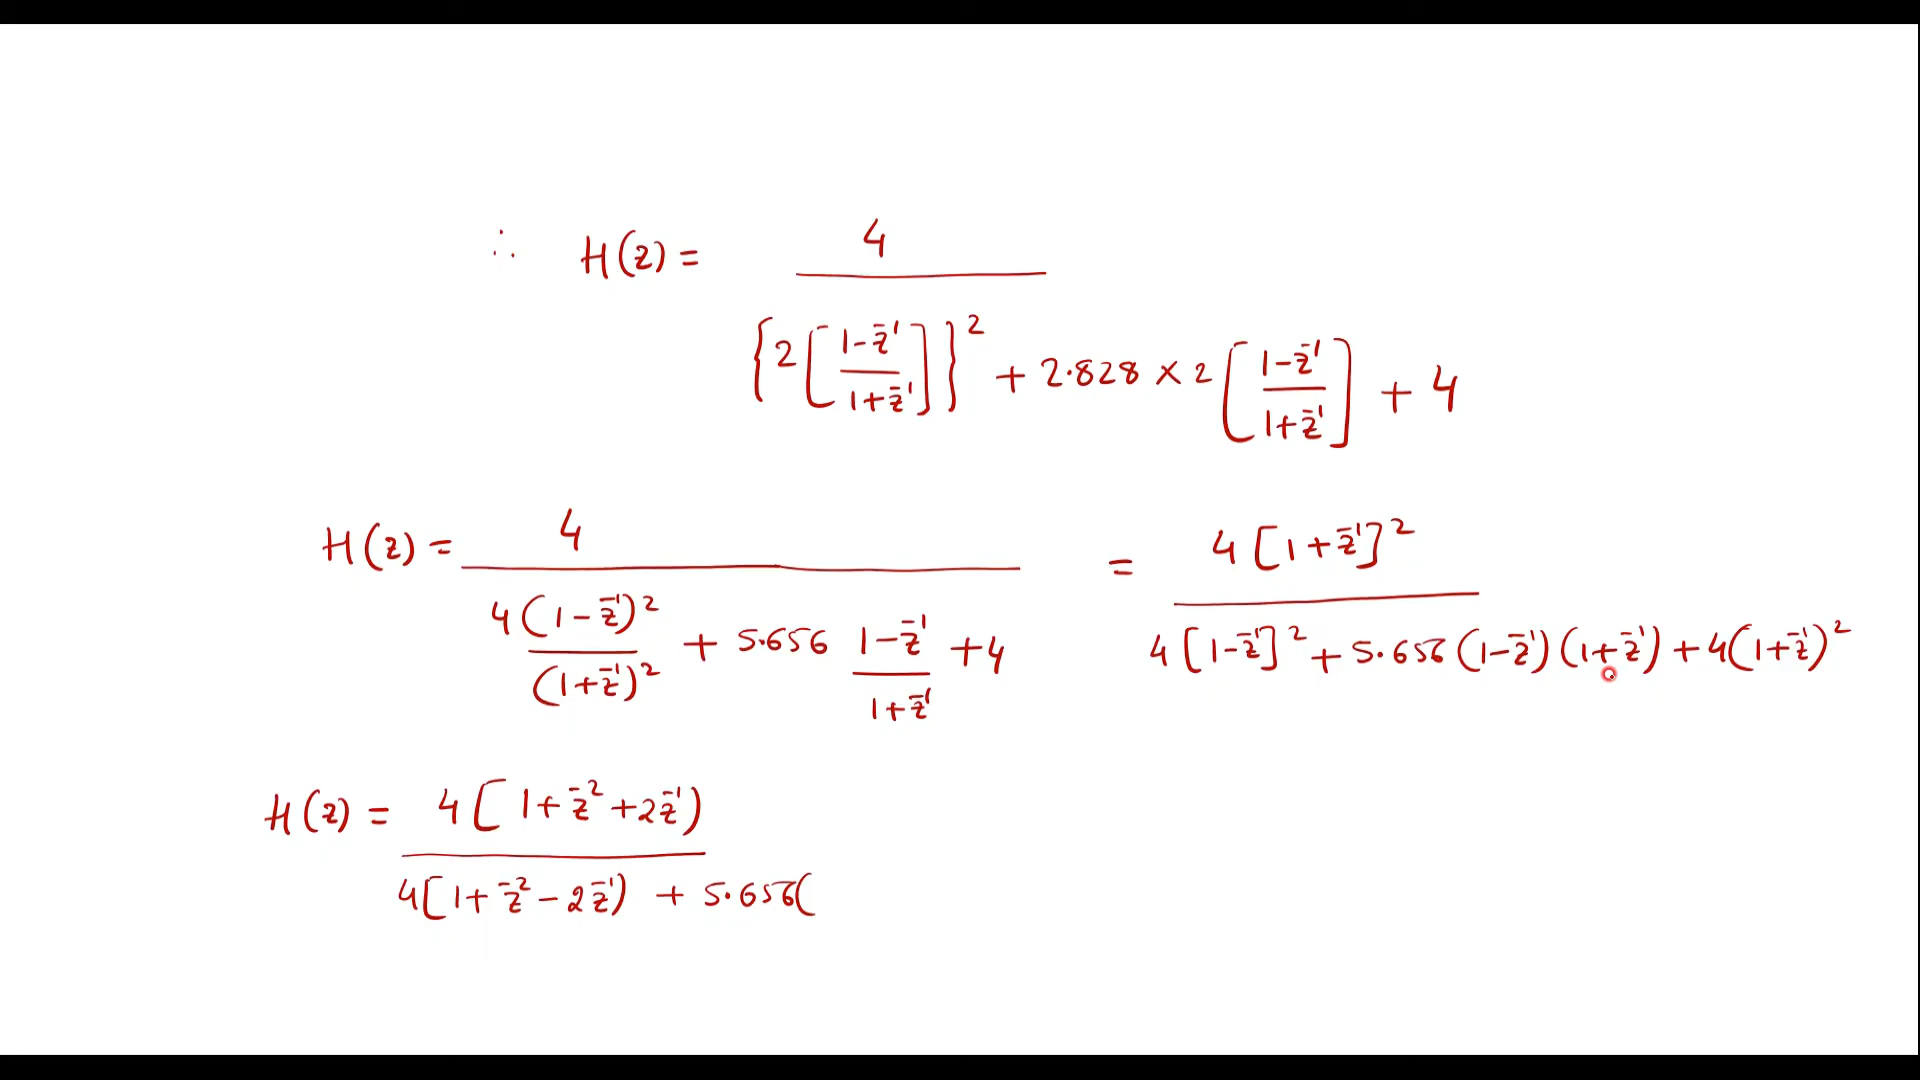 ∴ H(z) = 4 / {2[(1-z⁻¹)/(1+z⁻¹)]}² + 2.828 × 2[(1-z⁻¹)/(1+z⁻¹)] + 4
H(z) = 4 / 4(1-z⁻¹)²/(1+z⁻¹)² + 5.656 (1-z⁻¹)/(1+z⁻¹) + 4 = 4[1+z⁻¹]² / 4[1-z⁻¹]² + 5.656(1-z⁻¹)(1+z⁻¹) + 4(1+z⁻¹)²
H(z) = 4[1+z⁻²+2z⁻¹) / 4[1+z⁻²-2z⁻¹) + 5.656(